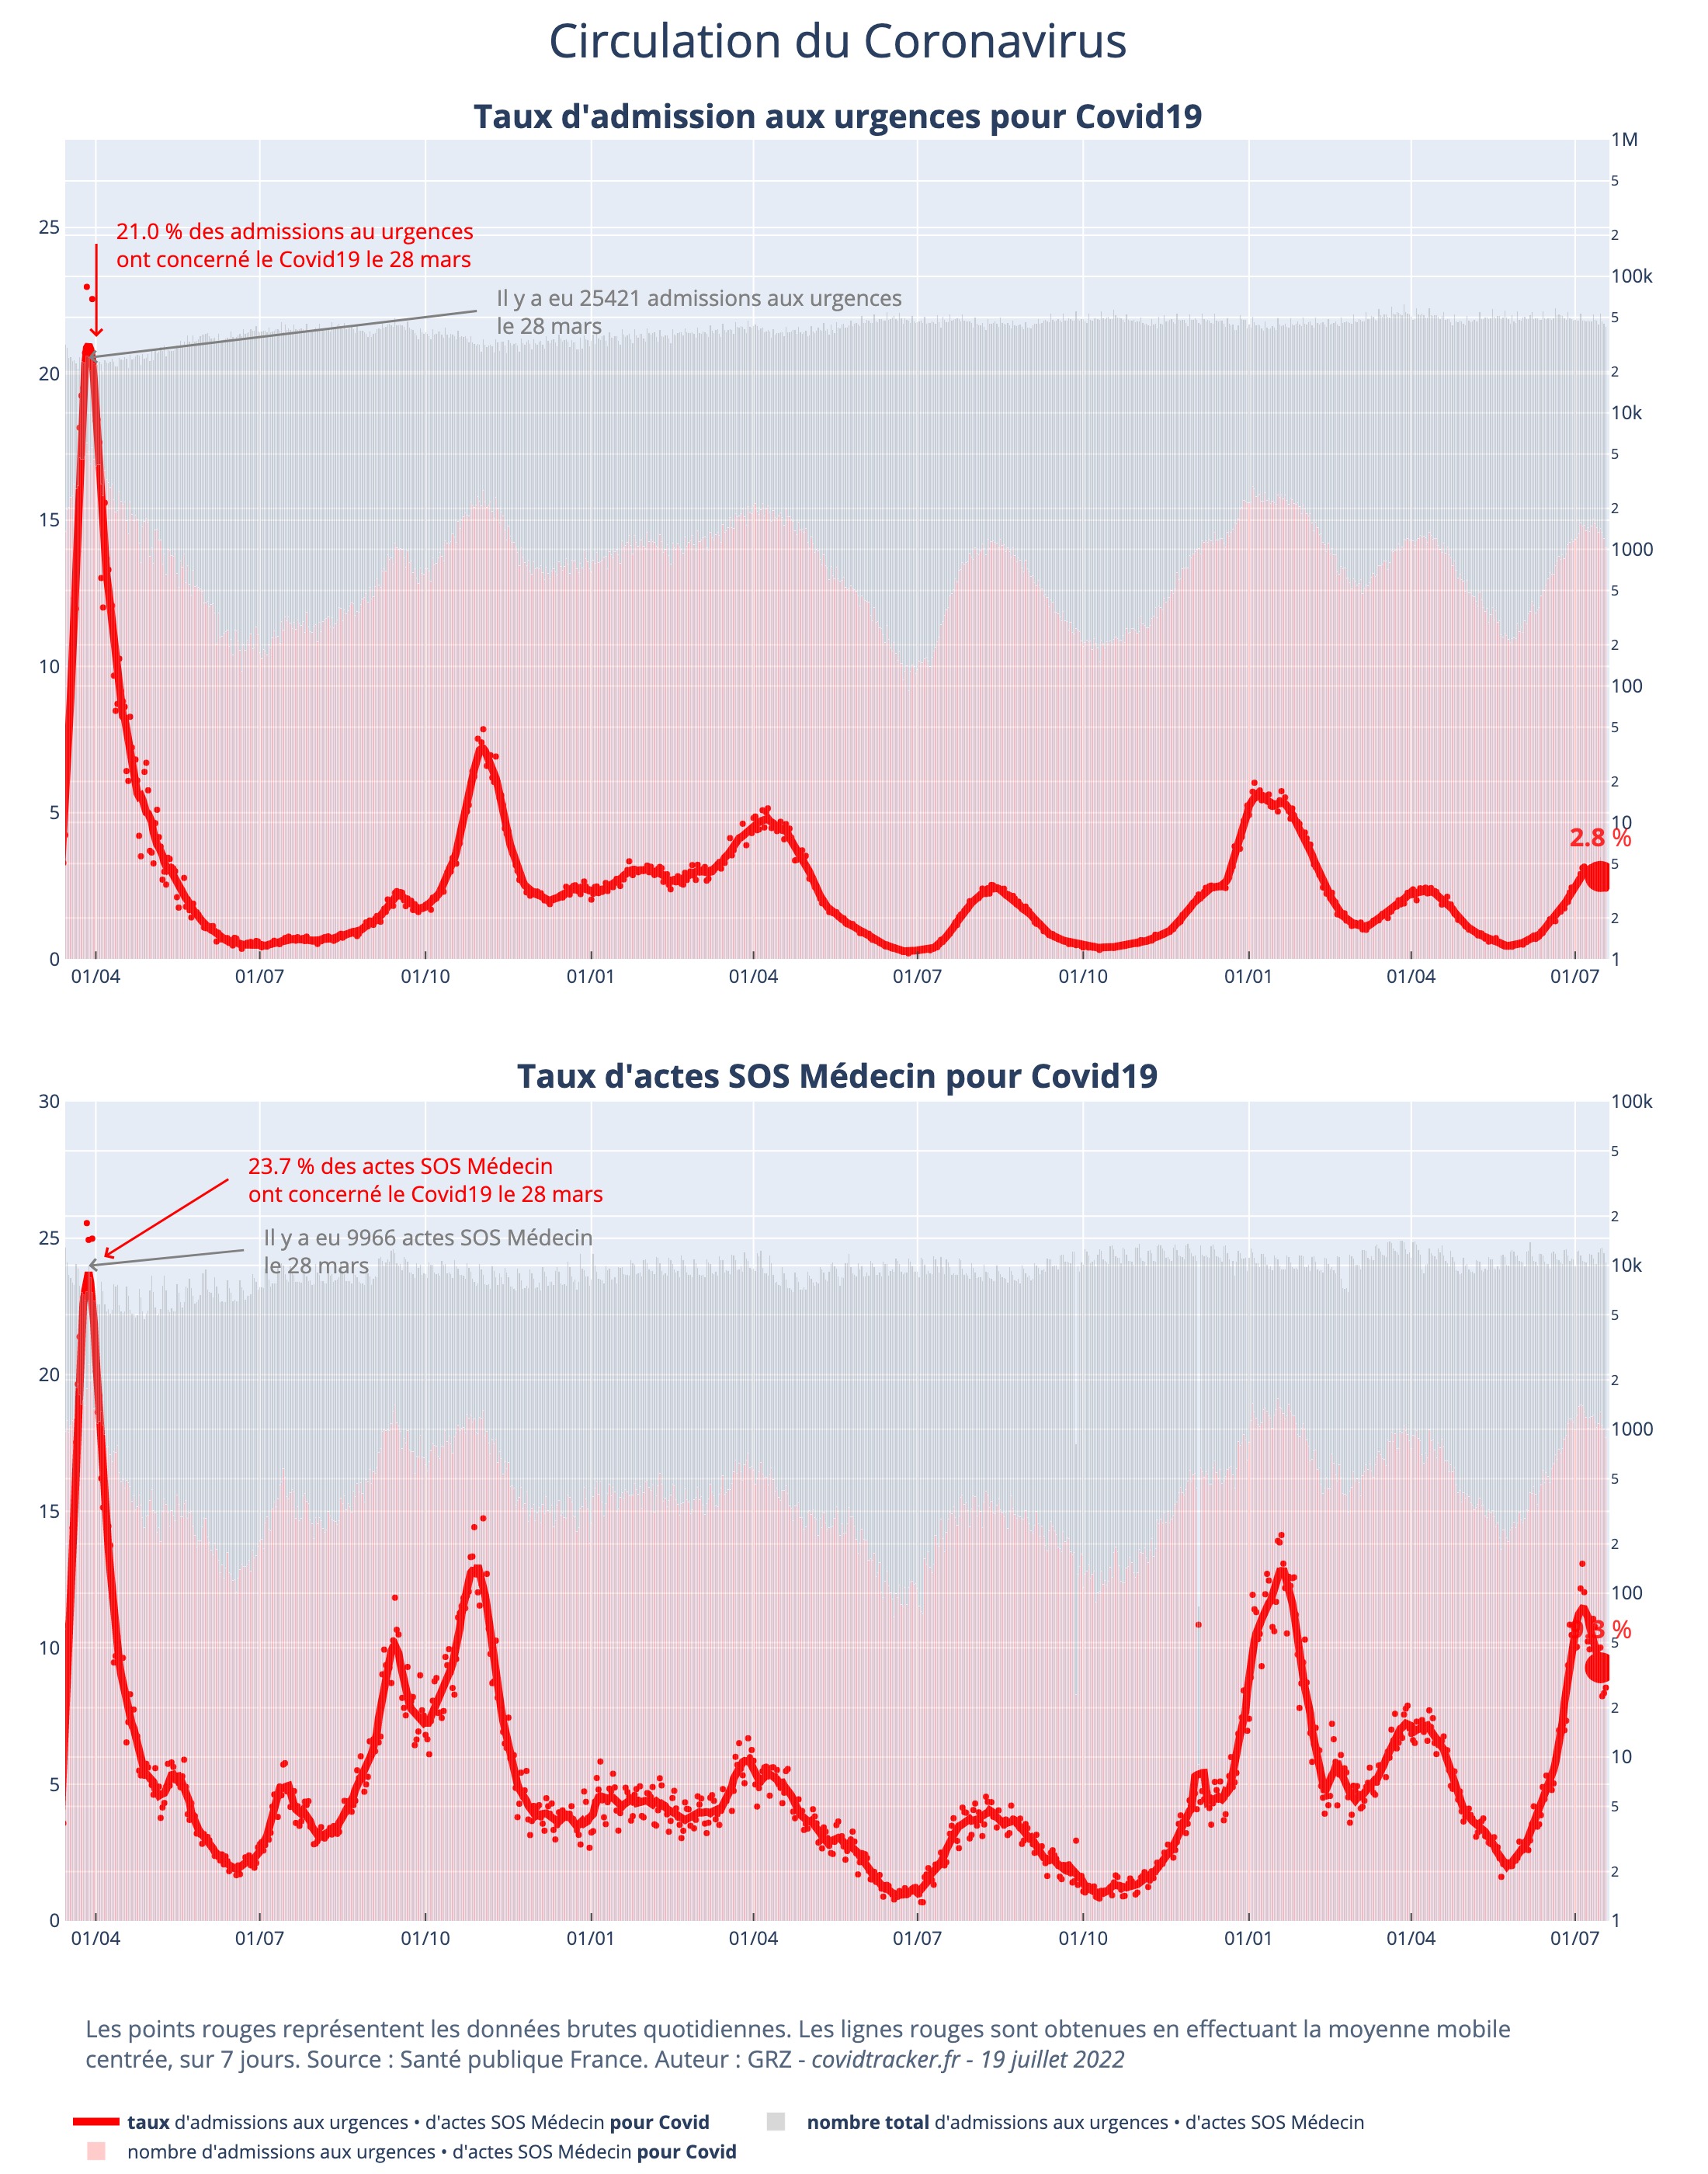 Circulation du Coronavirus
Taux d'admission aux urgences pour Covid19
1M
5
25
2
21.0 % des admissions au urgences
ont concerné le Covid19 le 28 mars
100k
Il y a eu 25421 admissions aux urgences
le 28 mars
5
20
2
10k
5
15
2
1000
5
2
10
100
5
2
5
10
2.8 %
5
2
0
1
01/04 01/07 01/10 01/01 01/04 01/07 01/10 01/01 01/04 01/07
Taux d'actes SOS Médecin pour Covid19
30
100k
5
23.7 % des actes SOS Médecin
ont concerné le Covid19 le 28 mars
2
25
Il y a eu 9966 actes SOS Médecin
le 28 mars
10k
5
20
2
1000
5
15
2
100
10
5
2
10
5
5
2
0
1
01/04 01/07 01/10 01/01 01/04 01/07 01/10 01/01 01/04 01/07
Les points rouges représentent les données brutes quotidiennes. Les lignes rouges sont obtenues en effectuant la moyenne mobile
centrée, sur 7 jours. Source : Santé publique France. Auteur : GRZ - covidtracker.fr - 19 juillet 2022
taux d'admissions aux urgences • d'actes SOS Médecin pour Covid
nombre total d'admissions aux urgences • d'actes SOS Médecin
nombre d'admissions aux urgences • d'actes SOS Médecin pour Covid